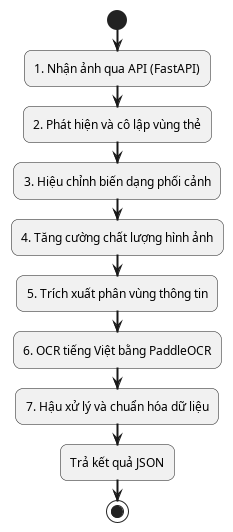 1. Nhận ảnh qua API (FastAPI)
2. Phát hiện và cô lập vùng thẻ
3. Hiệu chỉnh biến dạng phối cảnh
4. Tăng cường chất lượng hình ảnh
5. Trích xuất phân vùng thông tin
6. OCR tiếng Việt bằng PaddleOCR
7. Hậu xử lý và chuẩn hóa dữ liệu
Trả kết quả JSON